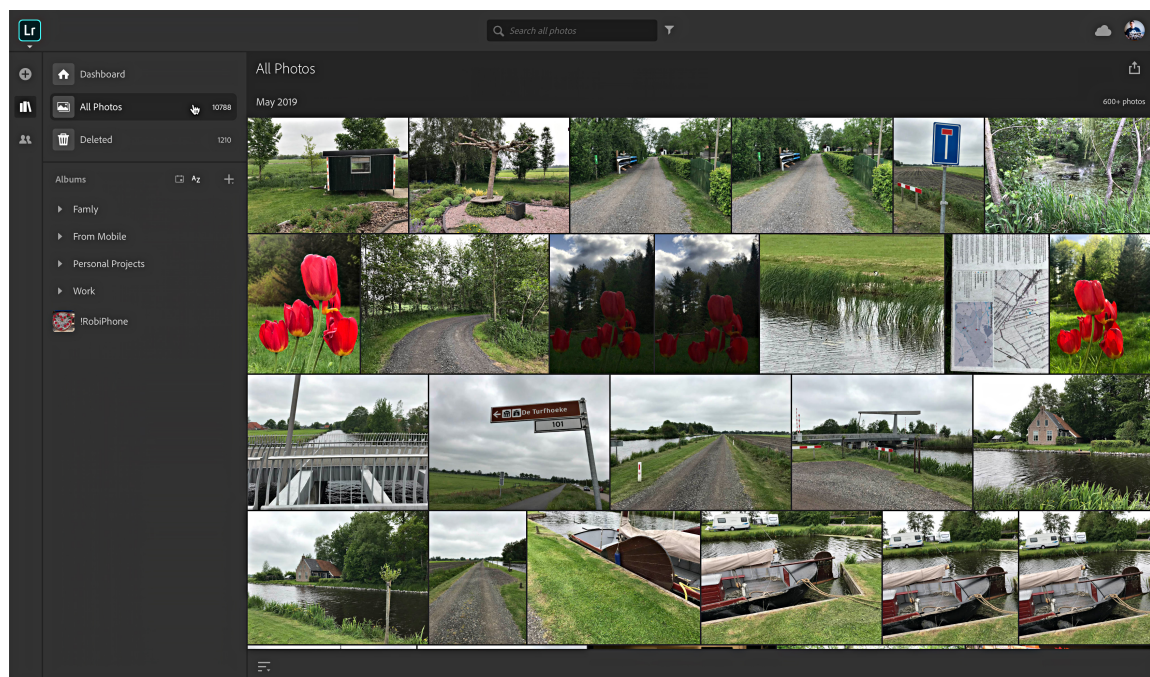 Lr
Search all photos
Dashboard
All Photos
10788
Deleted
1210
Albums
AZ
Famly
From Mobile
Personal Projects
Work
!RobiPhone
All Photos
May 2019
600+ photos
De Turfhoeke
101